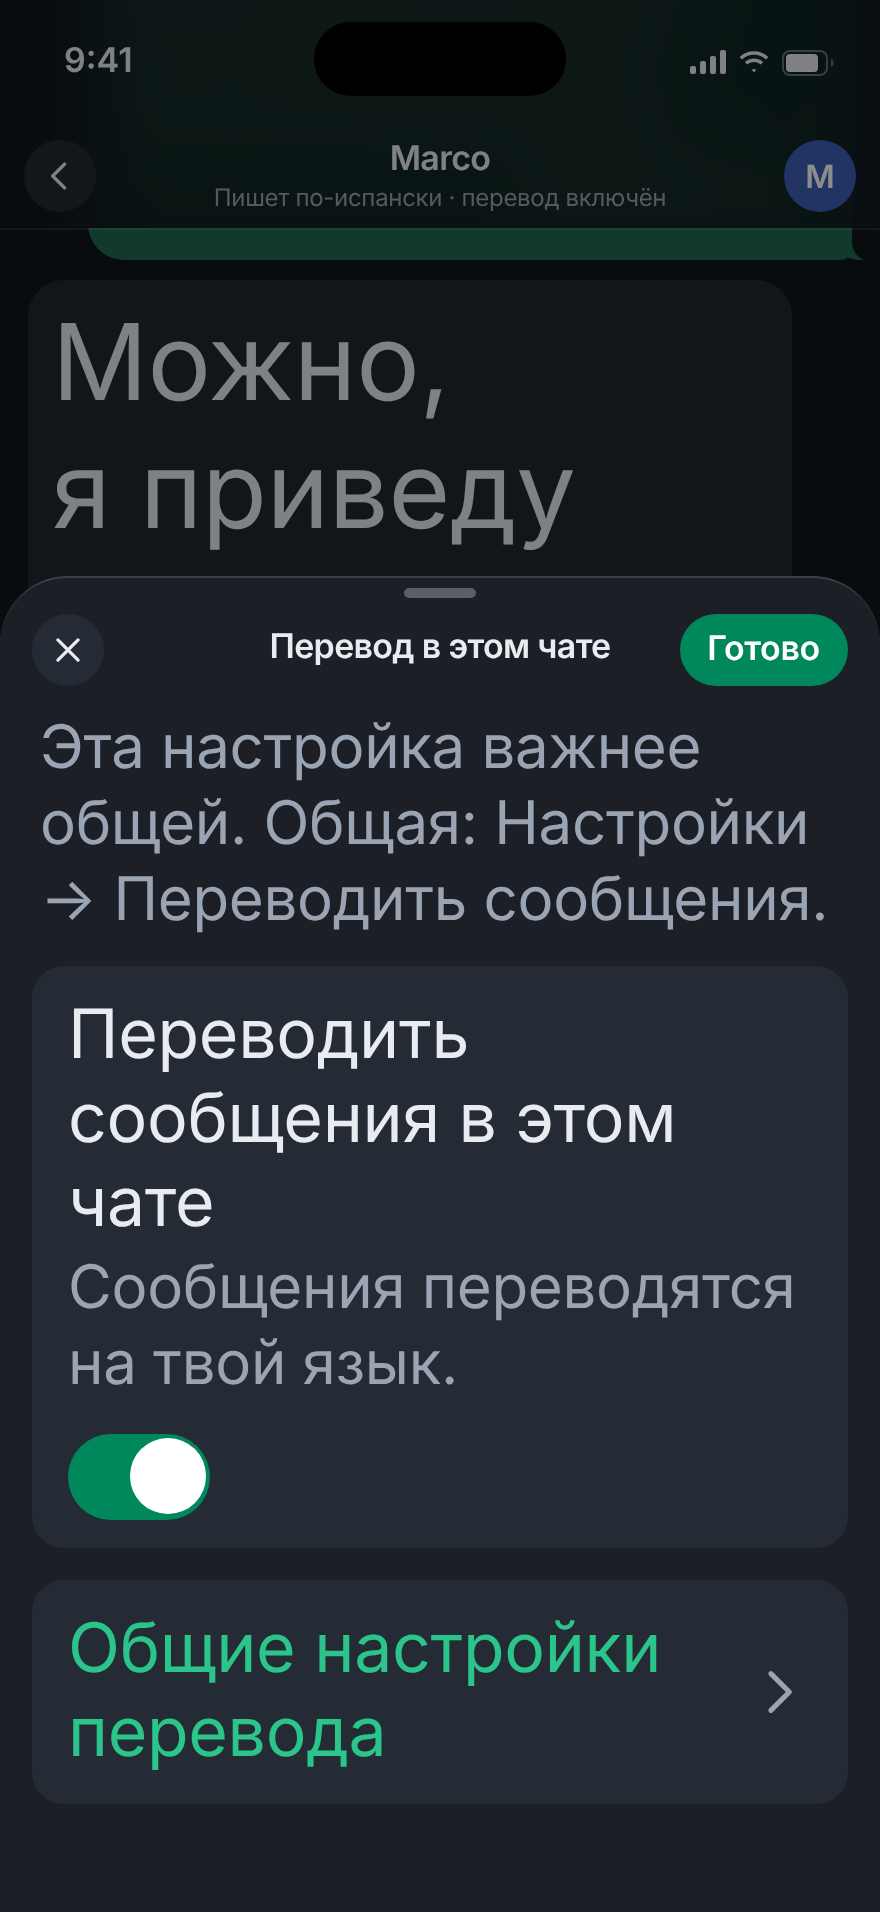 9:41
Marco
Пишет по-испански · перевод включён
M
Можно,
я приведу
Перевод в этом чате
Готово
Эта настройка важнее
общей. Общая: Настройки
→ Переводить сообщения.
Переводить
сообщения в этом
чате
Сообщения переводятся
на твой язык.
Общие настройки
перевода